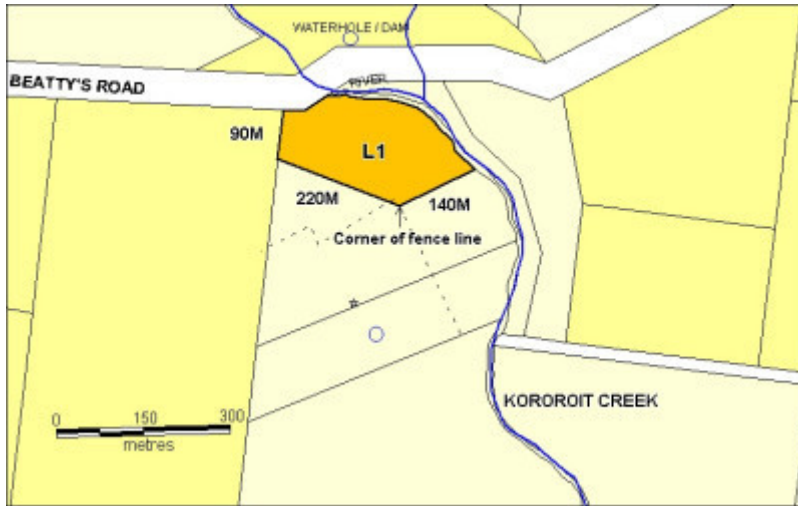 WATERHOLE / DAM
RIVER
BEATTY'S ROAD
90M
L1
220M
140M
Corner of fence line
KOROROIT CREEK
0 150 300
metres